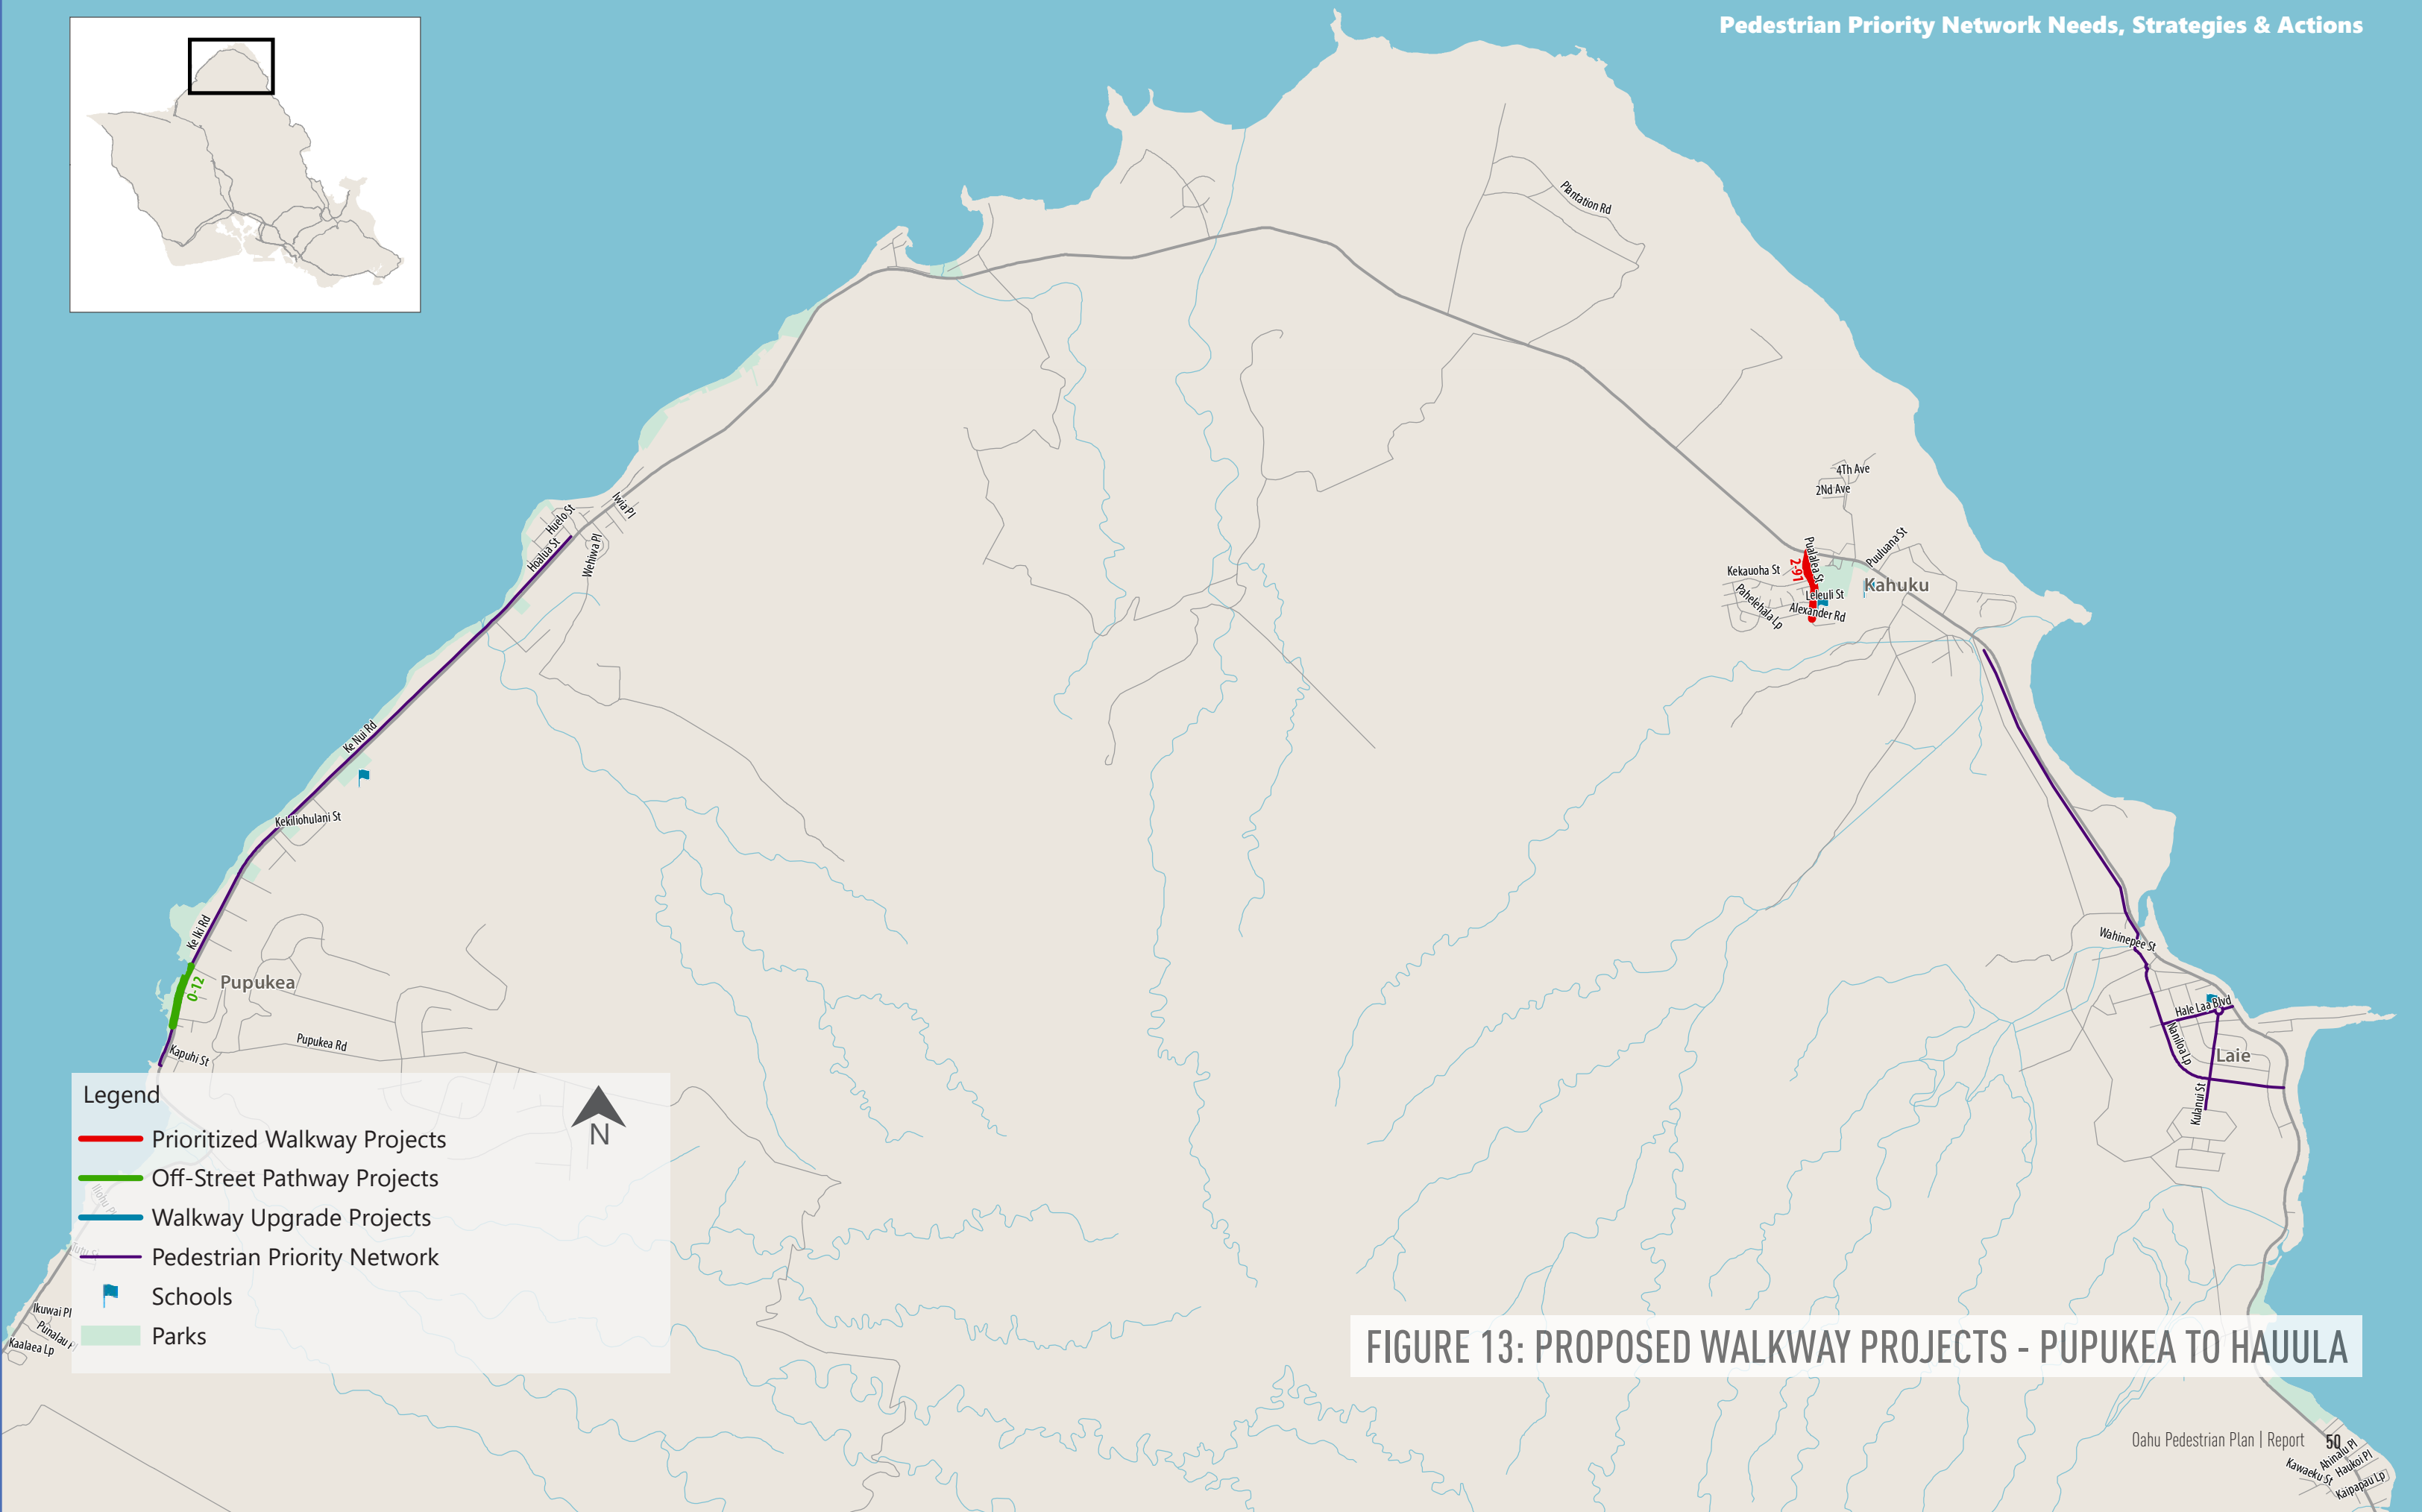 Pedestrian Priority Network Needs, Strategies & Actions
Plantation Rd
4Th Ave
2Nd Ave
Iwia Pl
Huelo St
Hoalua St
Wehiwa Pl
Pualalea St
2-91
Puuluana St
Kekauoha St
Kahuku
Leleuli St
Pahelehala Lp
Alexander Rd
Ke Nui Rd
Kekiliohulani St
Ke Iki Rd
Wahinepee St
Pupukea
0-12
Hale Laa Blvd
Naniloa Lp
Laie
Pupukea Rd
Kapuhi St
Kulanui St
Legend
N
Prioritized Walkway Projects
Off-Street Pathway Projects
Walkway Upgrade Projects
Pedestrian Priority Network
Schools
Parks
Ikuwai Pl
Punalau Pl
Kaalaea Lp
FIGURE 13: PROPOSED WALKWAY PROJECTS - PUPUKEA TO HAUULA
Oahu Pedestrian Plan | Report 50
Ahinalu Pl
Haukoi Pl
Kawaeku St
Kaipapau Lp